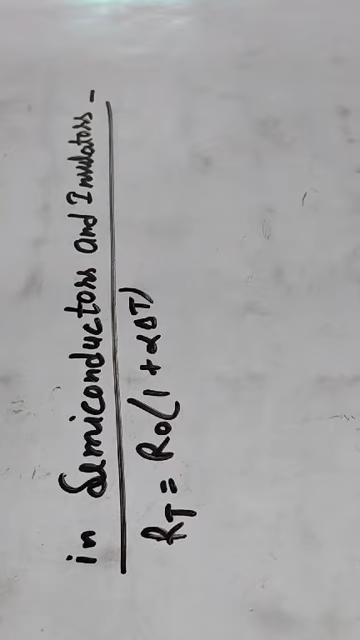 in Semiconductors and Insulators -
R_T = R_0(1 + αΔT)